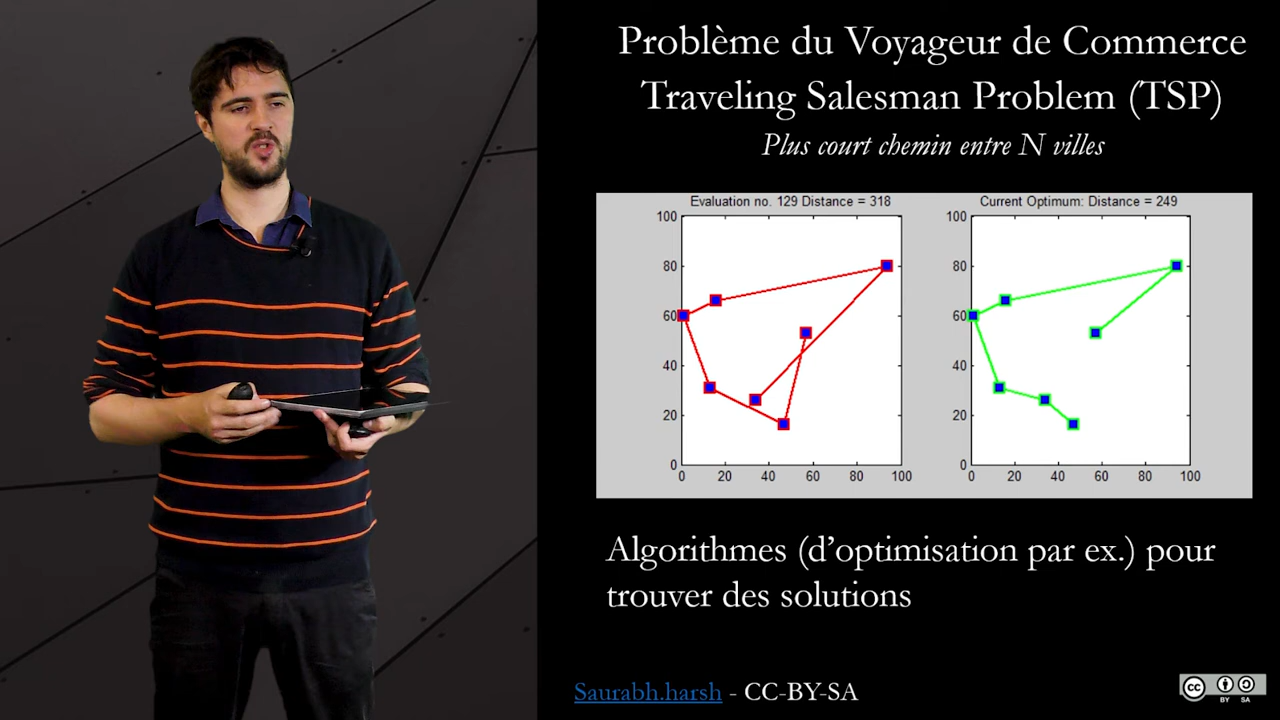 Problème du Voyageur de Commerce
Traveling Salesman Problem (TSP)
Plus court chemin entre N villes
Evaluation no. 129 Distance = 318
100
80
60
40
20
0
0 20 40 60 80 100
Current Optimum: Distance = 249
100
80
60
40
20
0
0 20 40 60 80 100
Algorithmes (d’optimisation par ex.) pour
trouver des solutions
Saurabh.harsh - CC-BY-SA
cc
BY SA